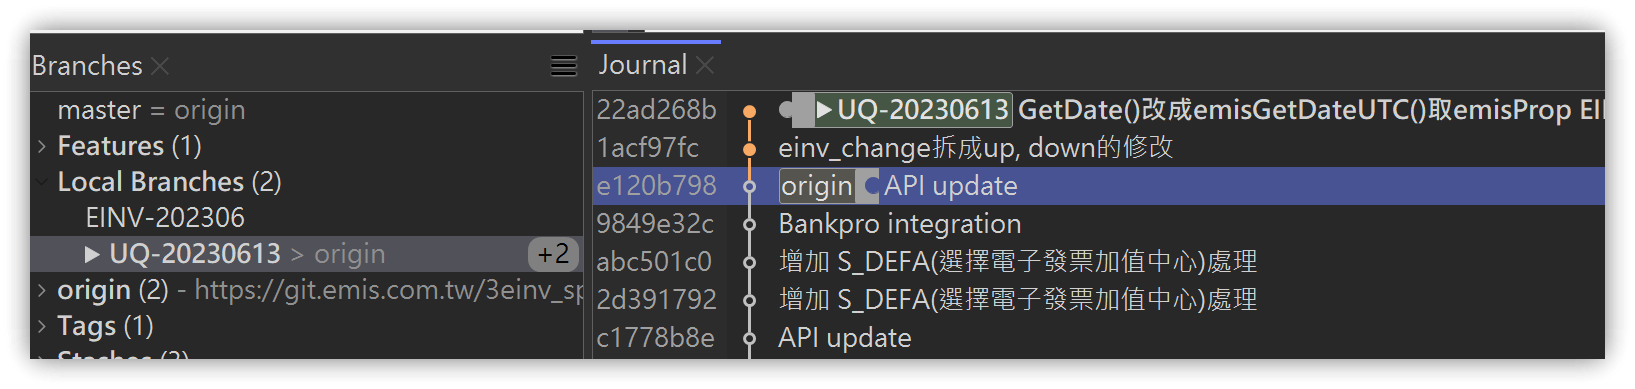 Branches
master = origin
Features (1)
Local Branches (2)
EINV-202306
UQ-20230613 > origin +2
origin (2) - https://git.emis.com.tw/3einv_sp
Tags (1)
Journal
22ad268b UQ-20230613 GetDate()改成emisGetDateUTC()取emisProp EI
1acf97fc einv_change拆成up, down的修改
e120b798 origin API update
9849e32c Bankpro integration
abc501c0 增加 S_DEFA(選擇電子發票加值中心)處理
2d391792 增加 S_DEFA(選擇電子發票加值中心)處理
c1778b8e API update